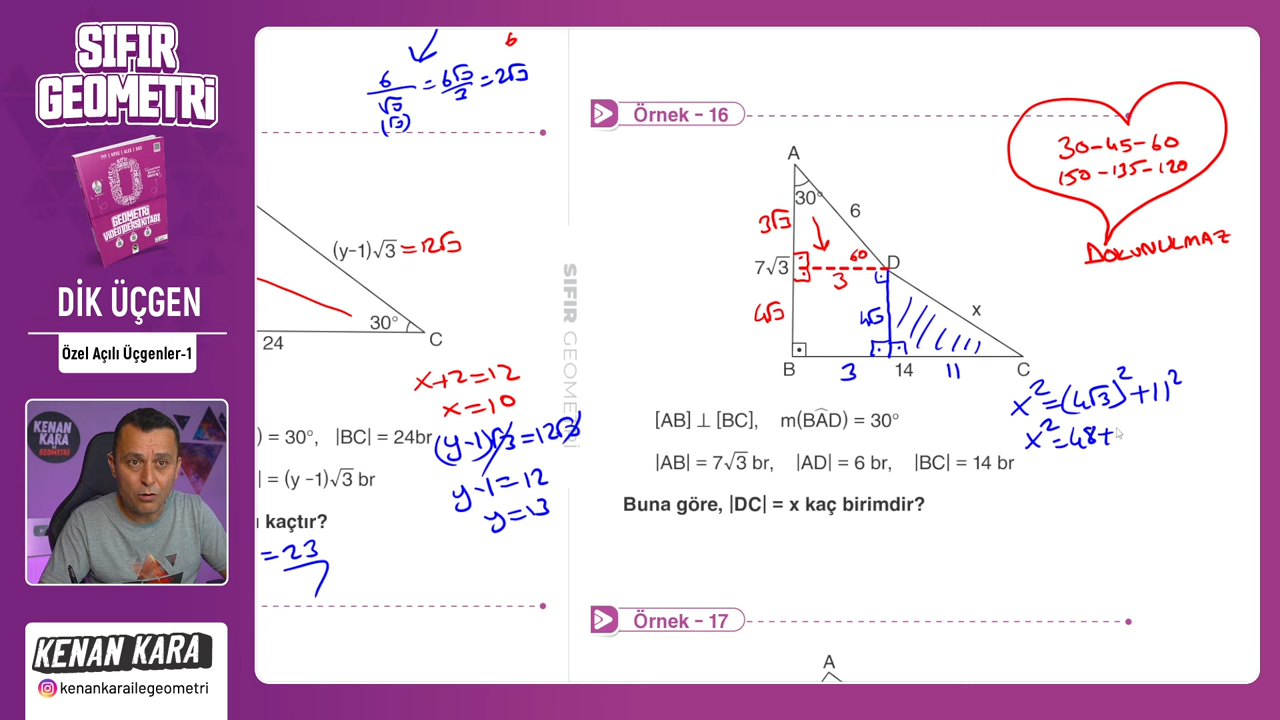 SIFIR
GEOMETRİ
GEOMETRİ
VİDEO DERS KİTABI
DİK ÜÇGEN
Özel Açılı Üçgenler-1
KENAN
KARA
KENAN KARA
kenankarailegeometri
6
6/√3 = 6√3/3 = 2√3
(√3)
(y–1)√3 = 12√3
30°
24
C
x+2=12
x=10
) = 30°, |BC| = 24br
(y-1)√3 = 12√3
| = (y –1)√3 br
y-1=12
y=13
ı kaçtır?
= 23
SIFIR GEOMETRİ
Örnek - 16
30-45-60
150-135-120
DOKUNULMAZ
A
30°
6
3√3
60
D
7√3
3
4√3
4√3
x
B
3
14
11
C
x²=(4√3)²+11²
x²=48+
[AB] ⊥ [BC], m(BAD) = 30°
|AB| = 7√3 br, |AD| = 6 br, |BC| = 14 br
Buna göre, |DC| = x kaç birimdir?
Örnek - 17
A